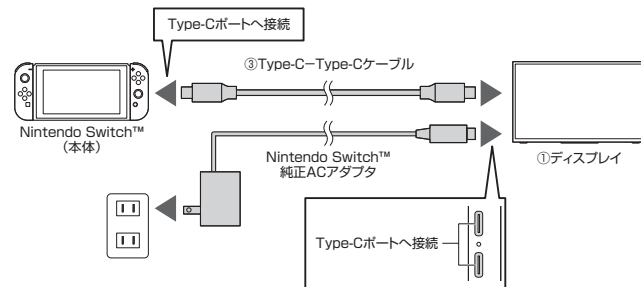 Type-Cポートへ接続
③Type-C−Type-Cケーブル
Nintendo Switch™
（本体）
Nintendo Switch™
純正ACアダプタ
①ディスプレイ
Type-Cポートへ接続